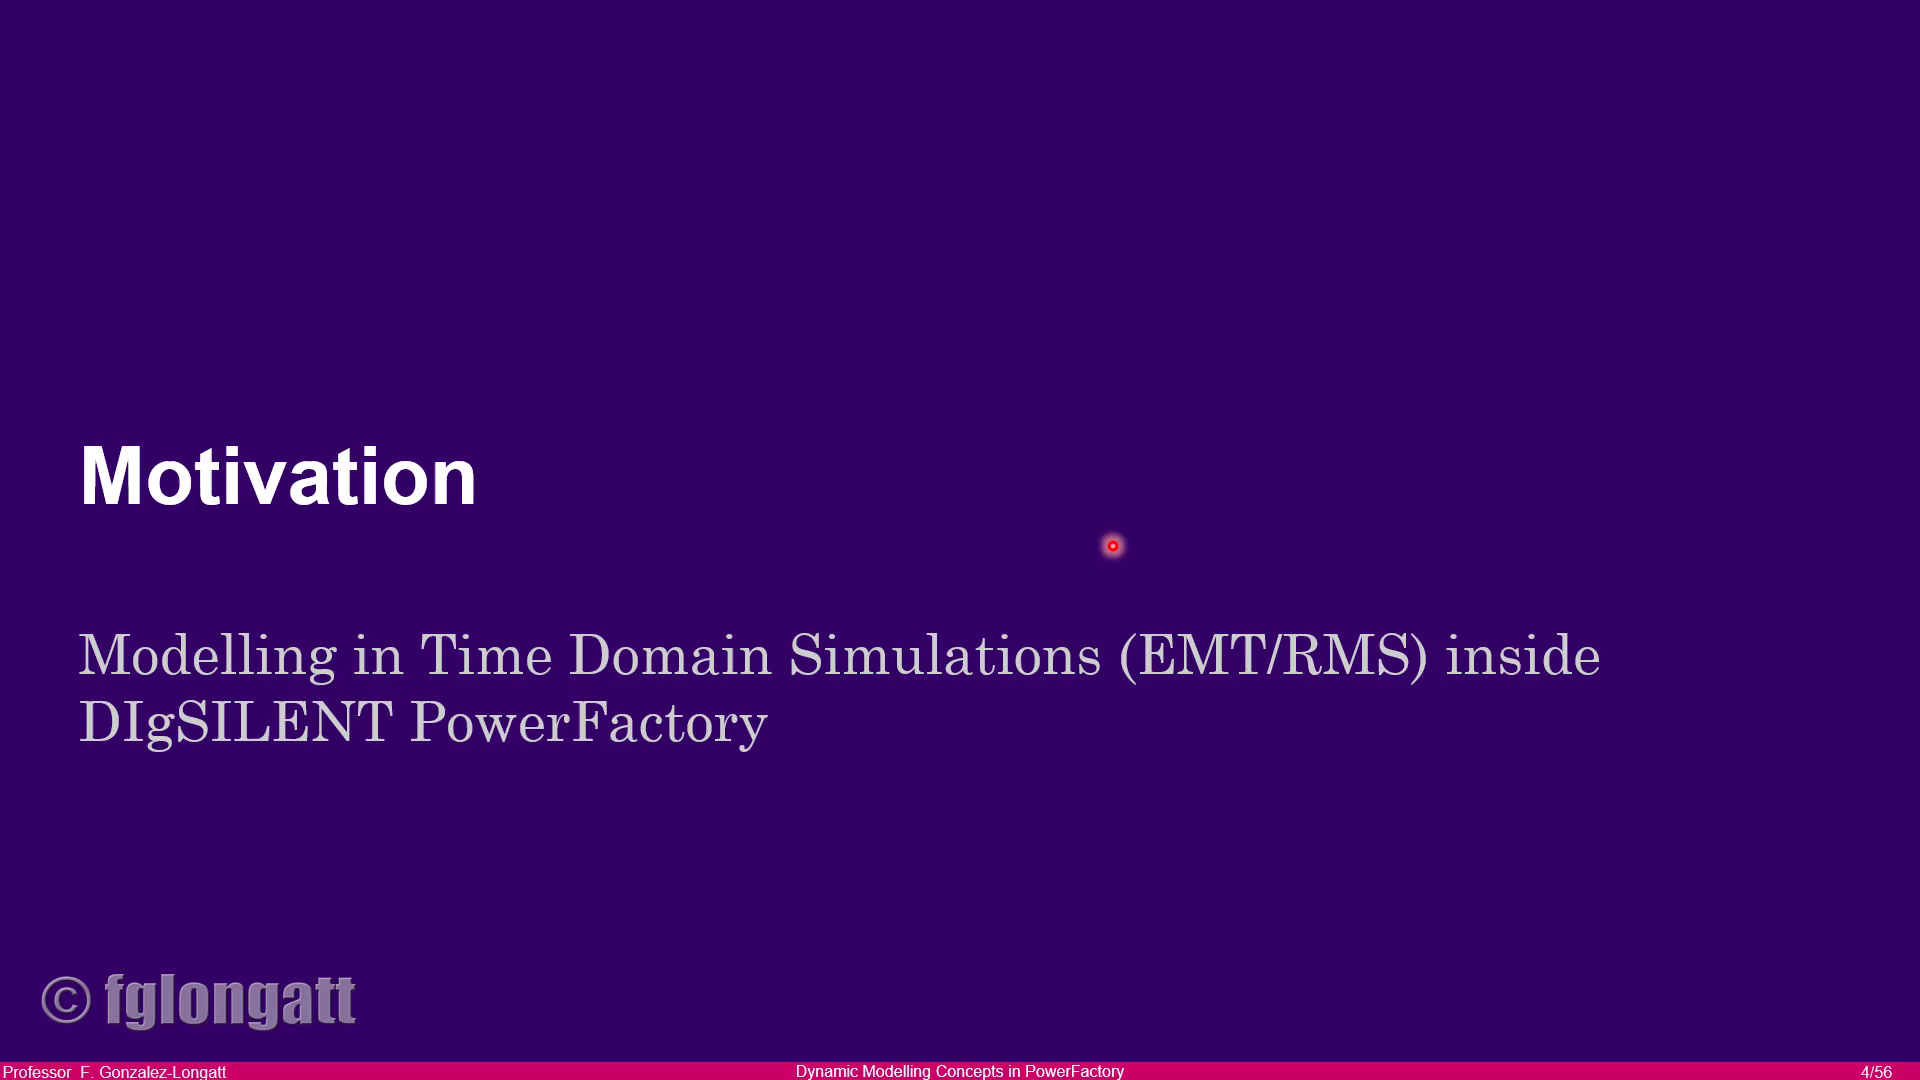 Motivation
Modelling in Time Domain Simulations (EMT/RMS) inside
DIgSILENT PowerFactory
© fglongatt
Professor F. Gonzalez-Longatt
Dynamic Modelling Concepts in PowerFactory
4/56